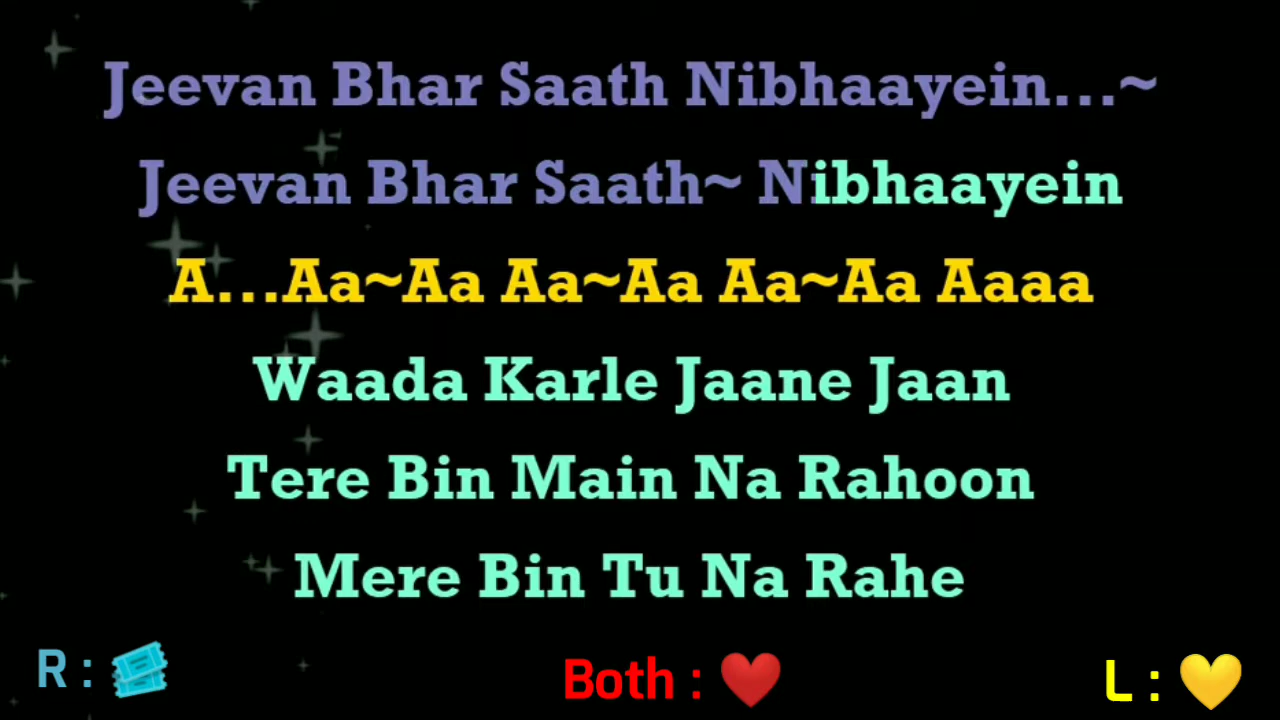 Jeevan Bhar Saath Nibhaayein...~
Jeevan Bhar Saath~ Nibhaayein
A...Aa~Aa Aa~Aa Aa~Aa Aaaa
Waada Karle Jaane Jaan
Tere Bin Main Na Rahoon
Mere Bin Tu Na Rahe
R : 🎟️ Both : ❤️ L : 💛